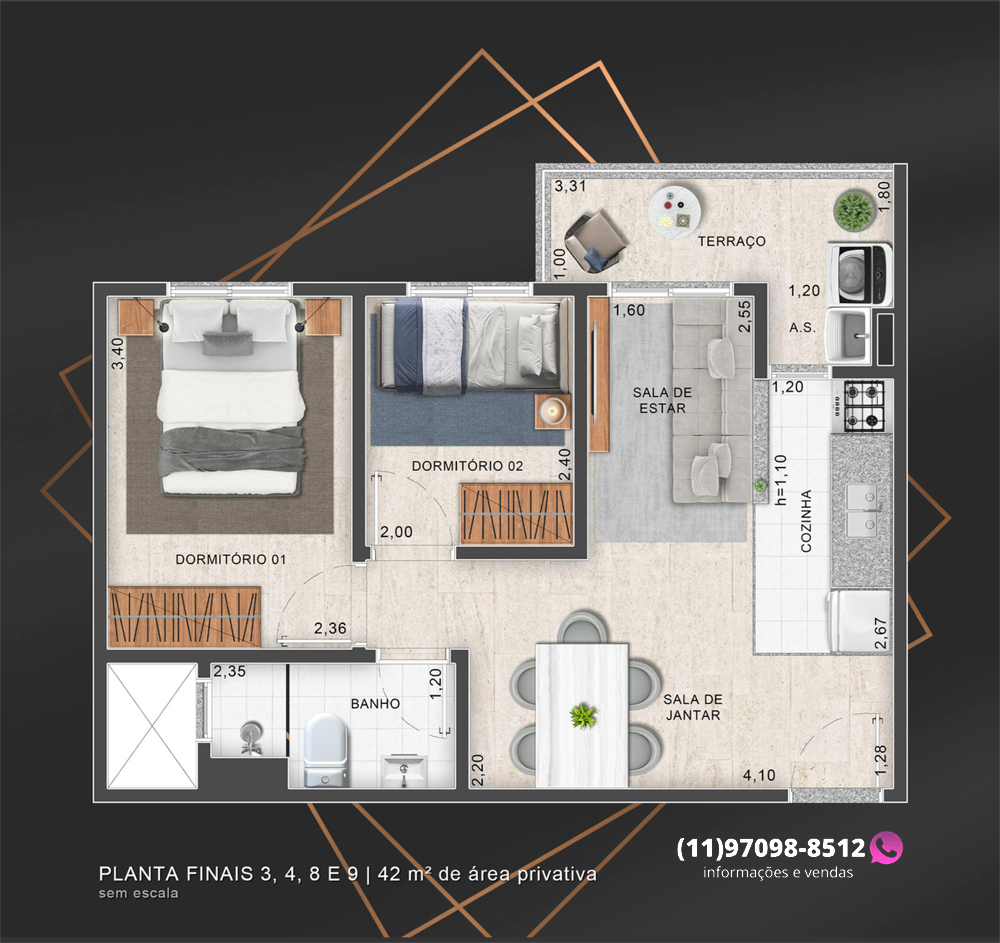 3,31
1,80
TERRAÇO
1,00
1,20
A.S.
1,60
2,55
3,40
SALA DE
ESTAR
1,20
DORMITÓRIO 02
2,40
h=1,10
COZINHA
2,00
DORMITÓRIO 01
2,36
2,67
2,35
BANHO
1,20
SALA DE
JANTAR
2,20
4,10
1,28
(11)97098-8512
informações e vendas
PLANTA FINAIS 3, 4, 8 E 9 | 42 m² de área privativa
sem escala